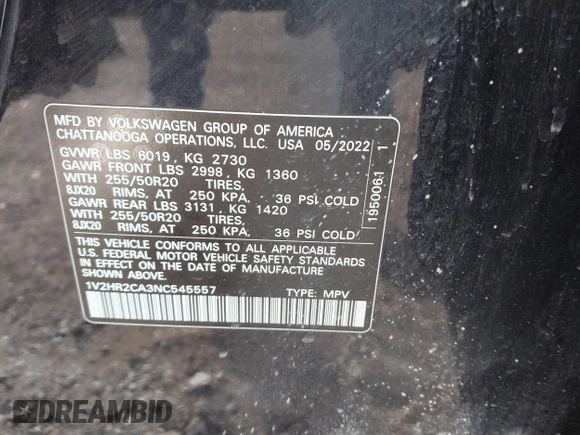 MFD BY VOLKSWAGEN GROUP OF AMERICA
CHATTANOOGA OPERATIONS, LLC. USA 05/2022
GVWR LBS 6019 , KG 2730
GAWR FRONT LBS 2998, KG 1360
WITH 255/50R20 TIRES,
8JX20 RIMS, AT 250 KPA, 36 PSI COLD
GAWR REAR LBS 3131, KG 1420
WITH 255/50R20 TIRES,
8JX20 RIMS, AT 250 KPA, 36 PSI COLD
THIS VEHICLE CONFORMS TO ALL APPLICABLE
U.S. FEDERAL MOTOR VEHICLE SAFETY STANDARDS
IN EFFECT ON THE DATE OF MANUFACTURE
SHOWN ABOVE.
1V2HR2CA3NC545557 TYPE: MPV
1950061 1
DREAMBID